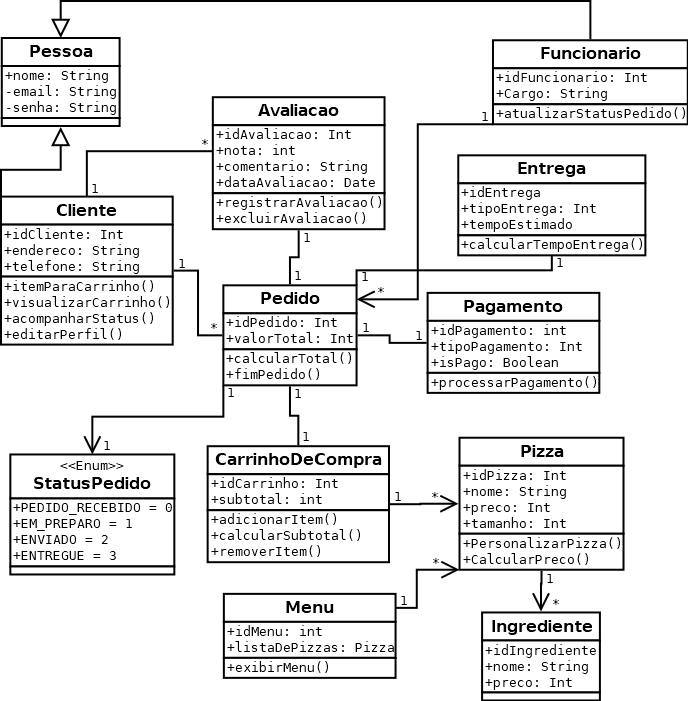 Pessoa
+nome: String
-email: String
-senha: String
Funcionario
+idFuncionario: Int
+Cargo: String
+atualizarStatusPedido()
1
*
Avaliacao
+idAvaliacao: Int
+nota: int
+comentario: String
+dataAvaliacao: Date
+registrarAvaliacao()
+excluirAvaliacao()
*
1
1
1
Entrega
+idEntrega
+tipoEntrega: Int
+tempoEstimado
+calcularTempoEntrega()
1
1
Cliente
+idCliente: Int
+endereco: String
+telefone: String
+itemParaCarrinho()
+visualizarCarrinho()
+acompanharStatus()
+editarPerfil()
1
*
Pedido
+idPedido: Int
+valorTotal: Int
+calcularTotal()
+fimPedido()
1
1
Pagamento
+idPagamento: int
+tipoPagamento: Int
+isPago: Boolean
+processarPagamento()
1
1
1
1
<<Enum>>
StatusPedido
+PEDIDO_RECEBIDO = 0
+EM_PREPARO = 1
+ENVIADO = 2
+ENTREGUE = 3
CarrinhoDeCompra
+idCarrinho: Int
+subtotal: int
+adicionarItem()
+calcularSubtotal()
+removerItem()
1
*
Pizza
+idPizza: Int
+nome: String
+preco: Int
+tamanho: Int
+PersonalizarPizza()
+CalcularPreco()
*
1
1
*
Menu
+idMenu: int
+listaDePizzas: Pizza
+exibirMenu()
Ingrediente
+idIngrediente
+nome: String
+preco: Int